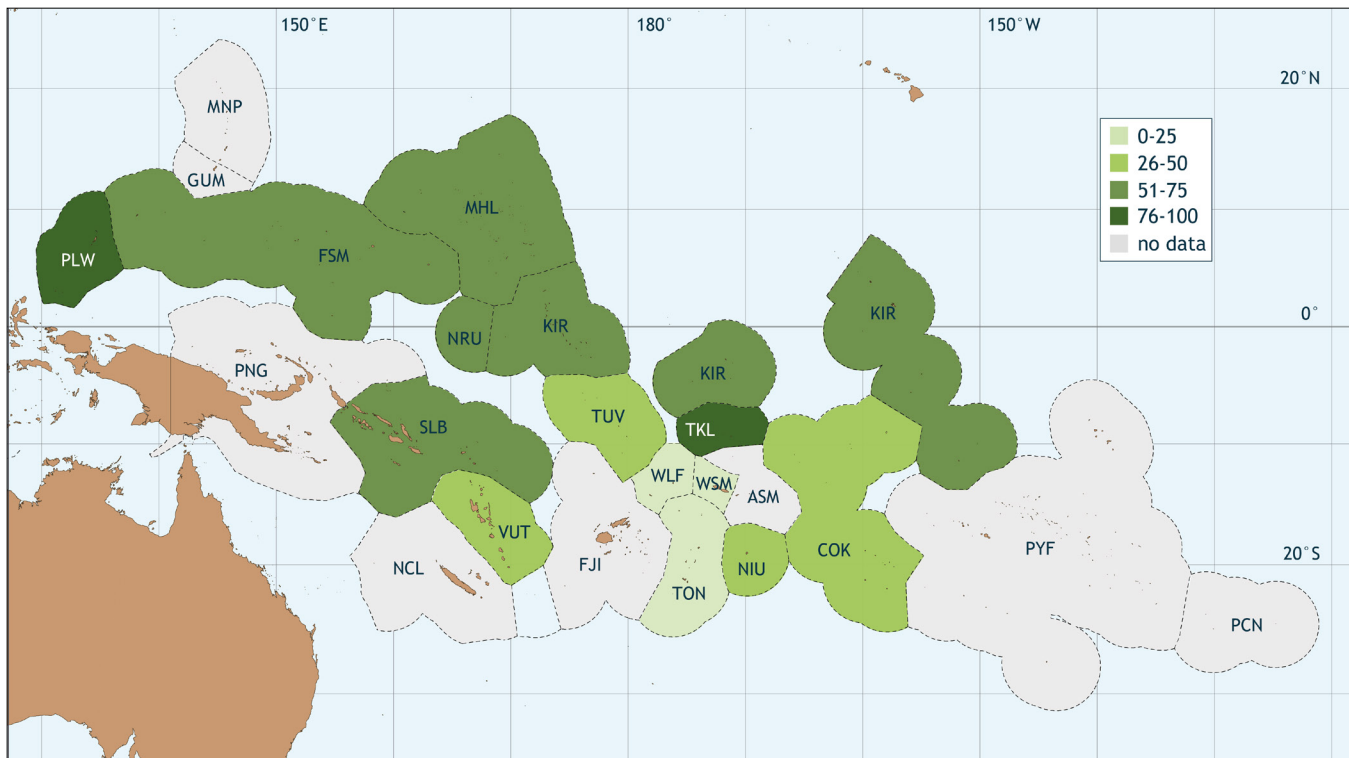 150°E
180°
150°W
20°N
MNP
0-25
26-50
51-75
76-100
no data
GUM
MHL
FSM
PLW
0°
KIR
KIR
NRU
PNG
KIR
TUV
SLB
TKL
WLF
WSM
ASM
VUT
COK
PYF
20°S
NCL
FJI
NIU
TON
PCN